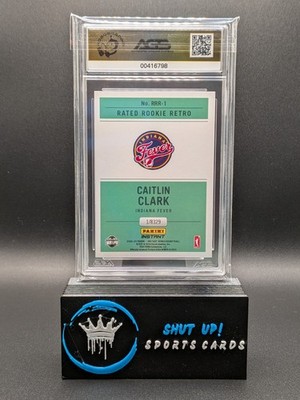 AGS
00416798
No. RRR-1
RATED ROOKIE RETRO
INDIANA
Fever
CAITLIN
CLARK
INDIANA FEVER
PANINI
INSTANT
SHUT UP!
SPORTS CARDS